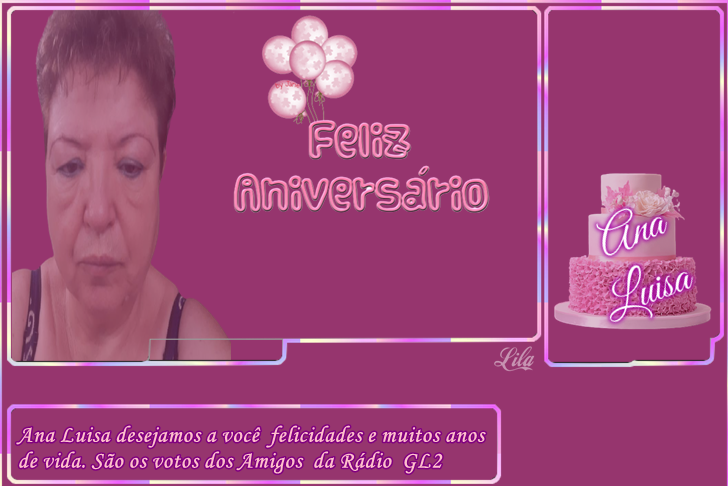 Feliz
Aniversário
Ana
Luisa
Lila
Ana Luisa desejamos a você felicidades e muitos anos
de vida. São os votos dos Amigos da Rádio GL2